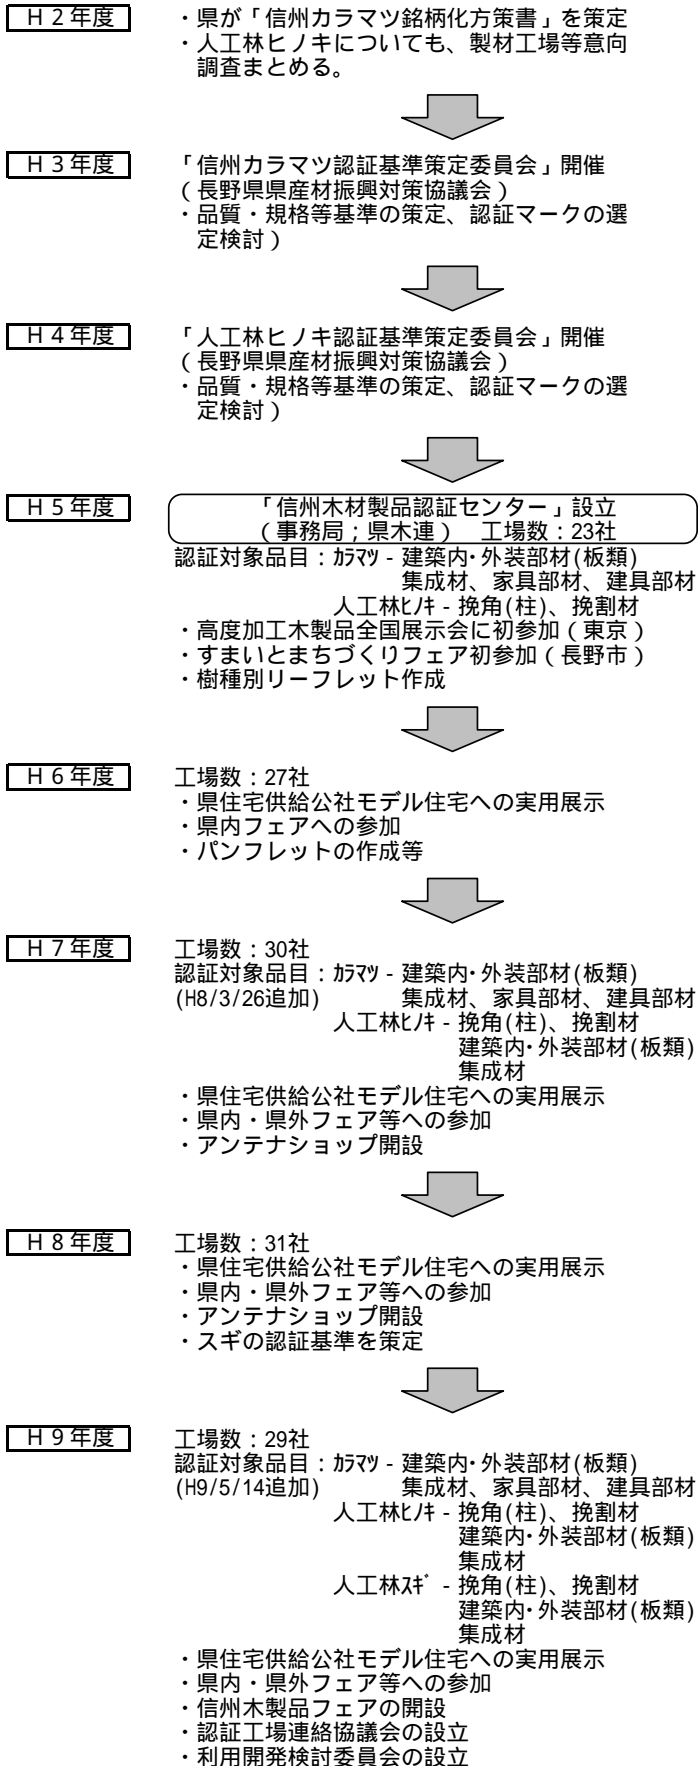 Ｈ２年度
・県が「信州カラマツ銘柄化方策書」を策定
・人工林ヒノキについても、製材工場等意向
調査まとめる。
Ｈ３年度
「信州カラマツ認証基準策定委員会」開催
（長野県県産材振興対策協議会）
・品質・規格等基準の策定、認証マークの選
定検討）
Ｈ４年度
「人工林ヒノキ認証基準策定委員会」開催
（長野県県産材振興対策協議会）
・品質・規格等基準の策定、認証マークの選
定検討）
Ｈ５年度
「信州木材製品認証センター」設立
（事務局；県木連）　工場数：23社
認証対象品目：ｶﾗﾏﾂ - 建築内･外装部材(板類)
集成材、家具部材、建具部材
人工林ﾋﾉｷ - 挽角(柱)、挽割材
・高度加工木製品全国展示会に初参加（東京）
・すまいとまちづくりフェア初参加（長野市）
・樹種別リーフレット作成
Ｈ６年度
工場数：27社
・県住宅供給公社モデル住宅への実用展示
・県内フェアへの参加
・パンフレットの作成等
Ｈ７年度
工場数：30社
認証対象品目：ｶﾗﾏﾂ - 建築内･外装部材(板類)
(H8/3/26追加)　集成材、家具部材、建具部材
人工林ﾋﾉｷ - 挽角(柱)、挽割材
建築内･外装部材(板類)
集成材
・県住宅供給公社モデル住宅への実用展示
・県内・県外フェア等への参加
・アンテナショップ開設
Ｈ８年度
工場数：31社
・県住宅供給公社モデル住宅への実用展示
・県内・県外フェア等への参加
・アンテナショップ開設
・スギの認証基準を策定
Ｈ９年度
工場数：29社
認証対象品目：ｶﾗﾏﾂ - 建築内･外装部材(板類)
(H9/5/14追加)　集成材、家具部材、建具部材
人工林ﾋﾉｷ - 挽角(柱)、挽割材
建築内･外装部材(板類)
集成材
人工林ｽｷﾞ - 挽角(柱)、挽割材
建築内･外装部材(板類)
集成材
・県住宅供給公社モデル住宅への実用展示
・県内・県外フェア等への参加
・信州木製品フェアの開設
・認証工場連絡協議会の設立
・利用開発検討委員会の設立